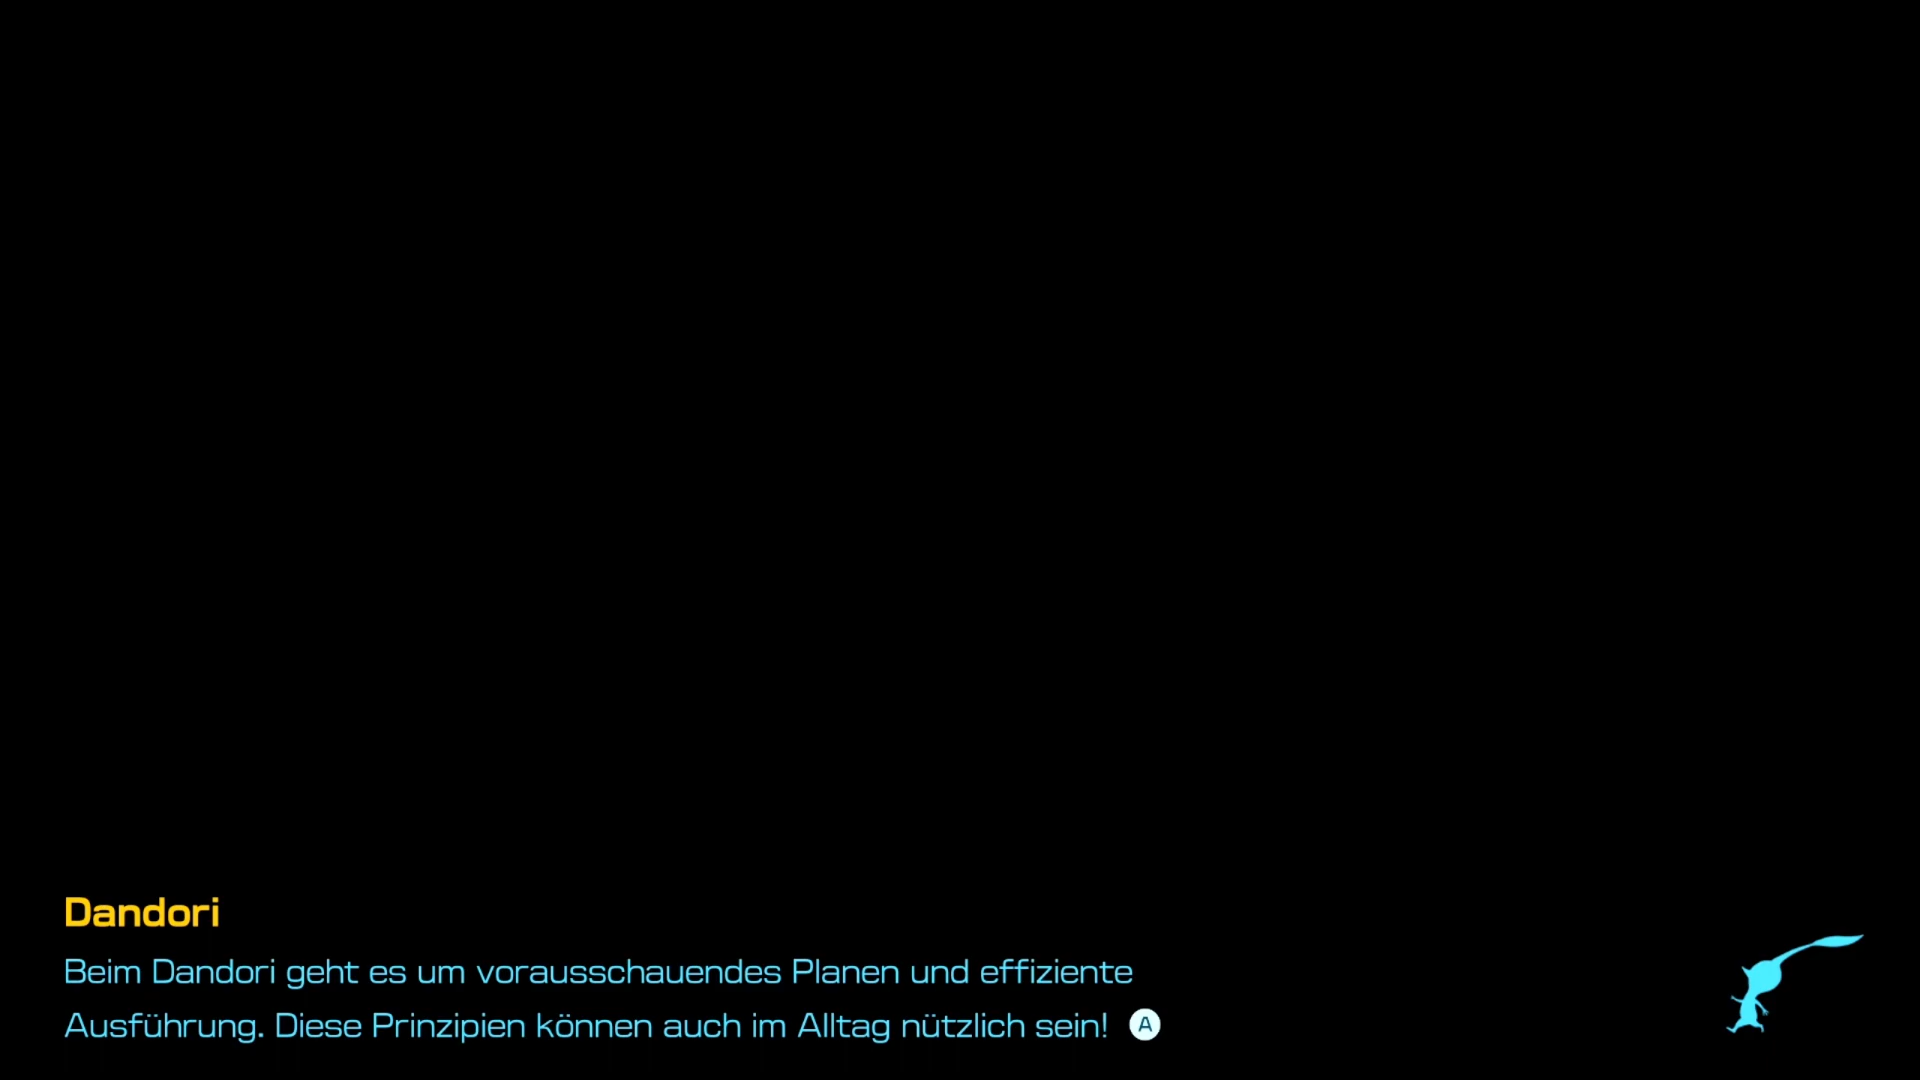 Dandori
Beim Dandori geht es um vorausschauendes Planen und effiziente
Ausführung. Diese Prinzipien können auch im Alltag nützlich sein! A